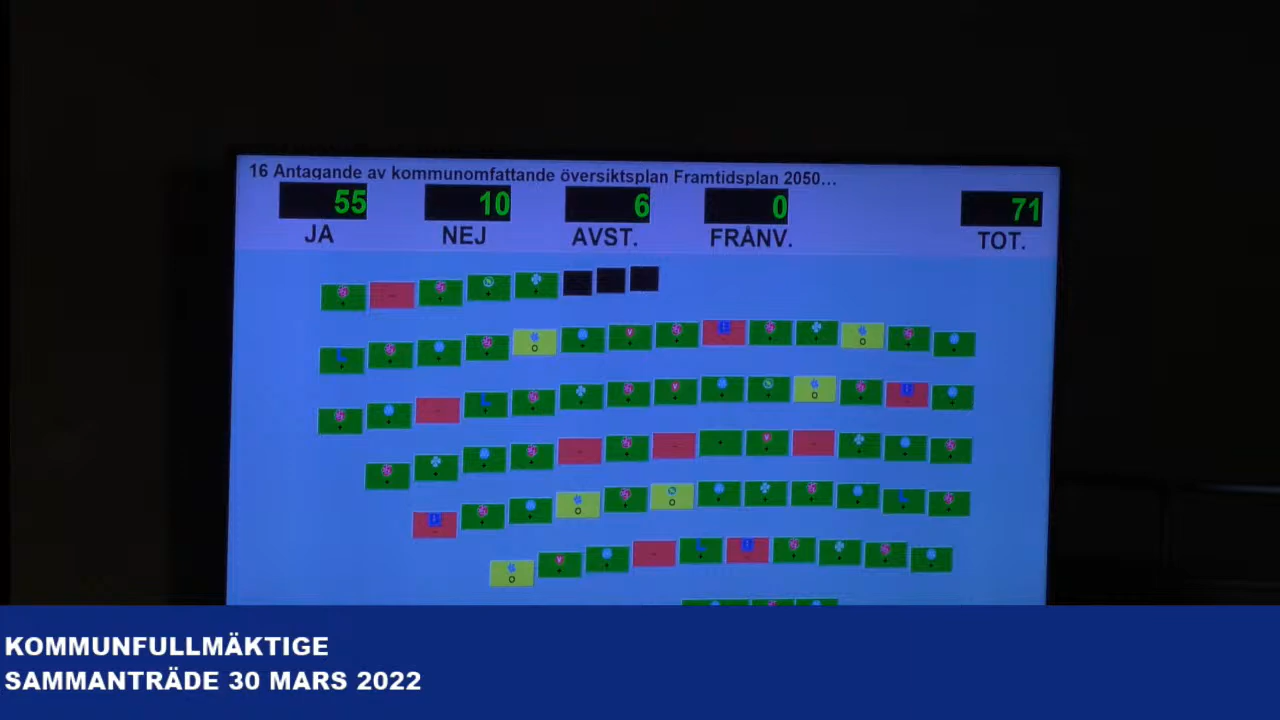 16 Antagande av kommunomfattande översiktsplan Framtidsplan 2050...
55 10 6 0 71
JA NEJ AVST. FRÅNV. TOT.
KOMMUNFULLMÄKTIGE
SAMMANTRÄDE 30 MARS 2022